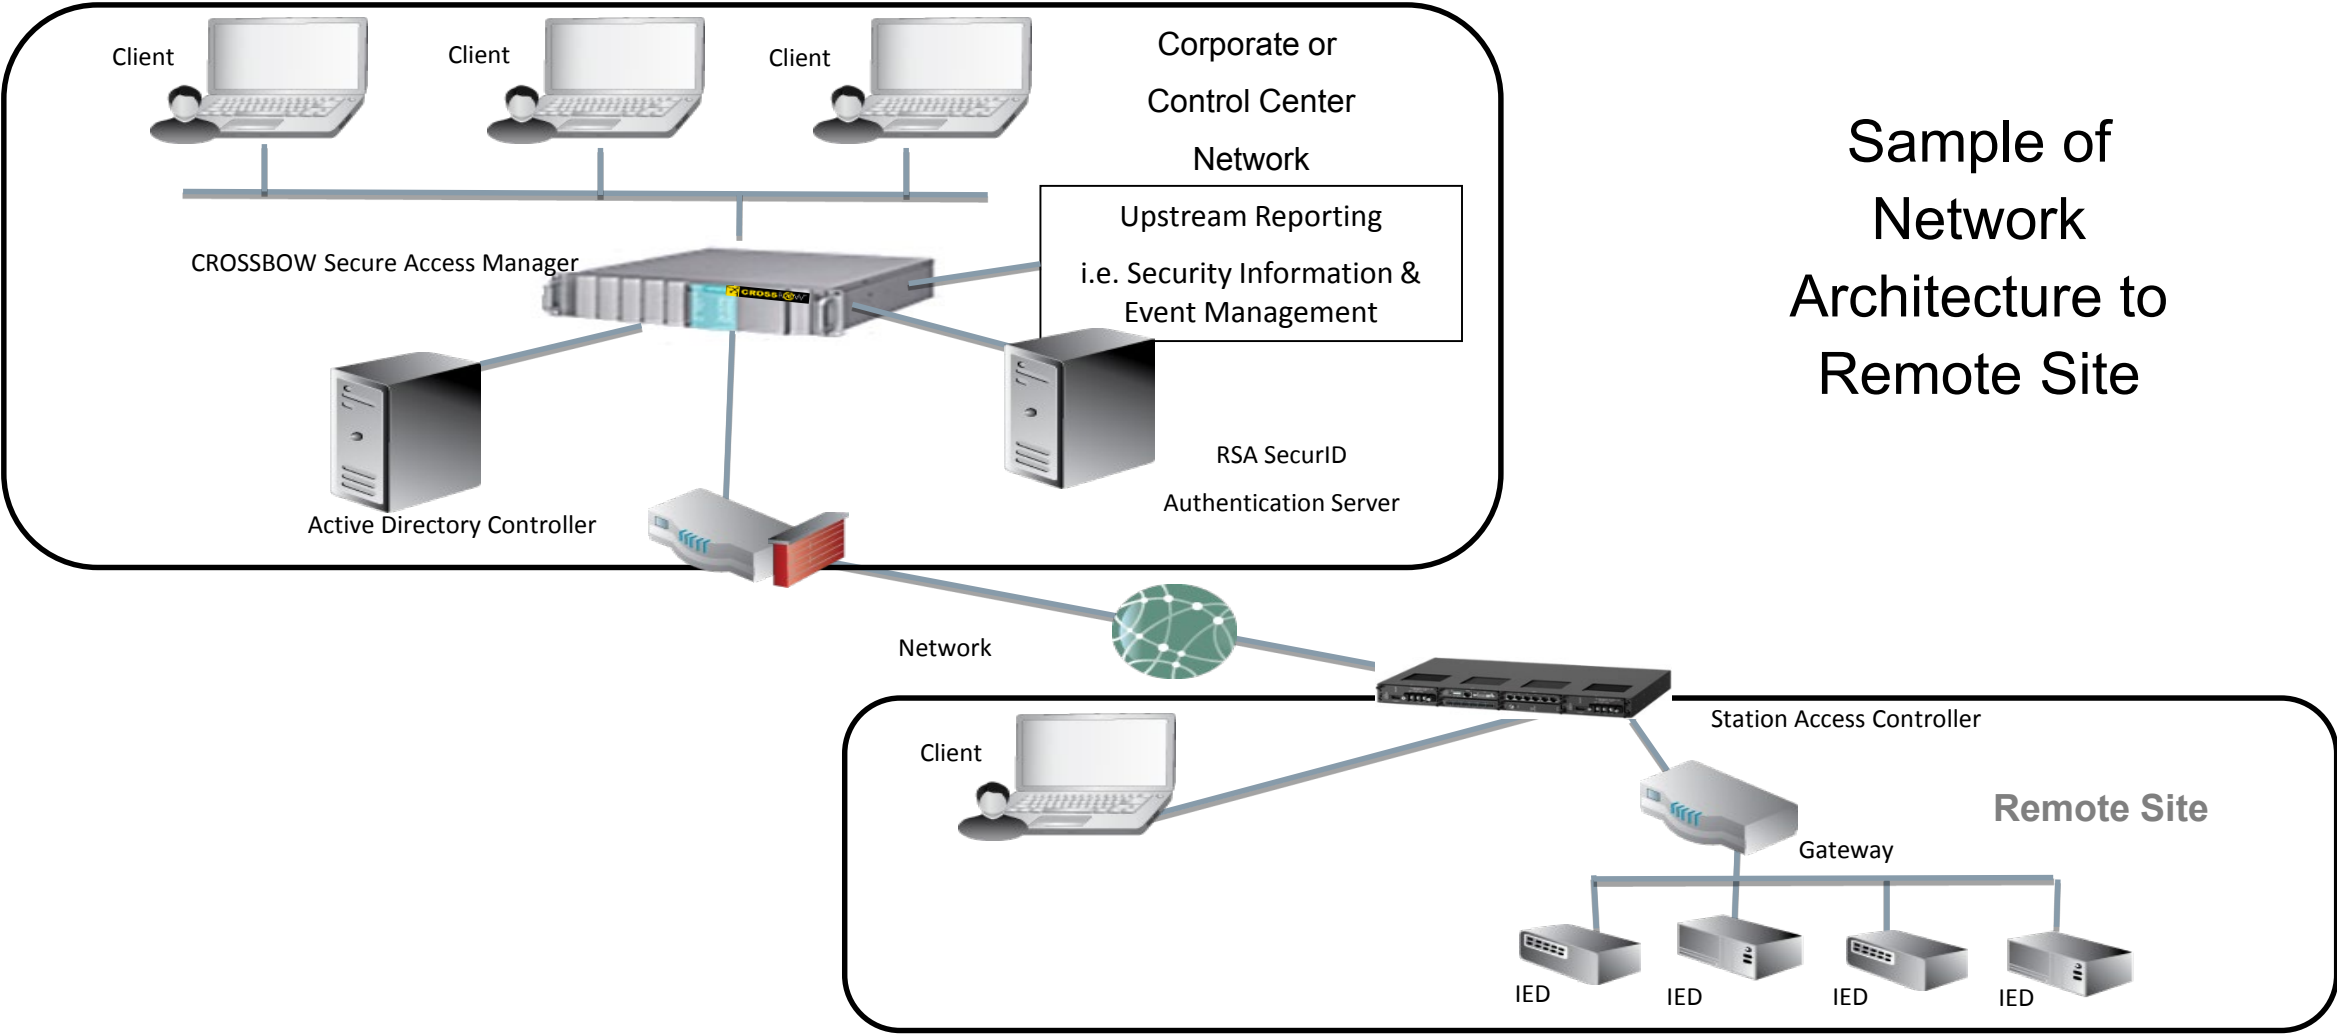 Client
Client
Client
Corporate or
Control Center
Network
Sample of
Network
Architecture to
Remote Site
Upstream Reporting
i.e. Security Information &
Event Management
CROSSBOW Secure Access Manager
CROSSBOW
RSA SecurID
Authentication Server
Active Directory Controller
Network
Station Access Controller
Client
Remote Site
Gateway
IED
IED
IED
IED